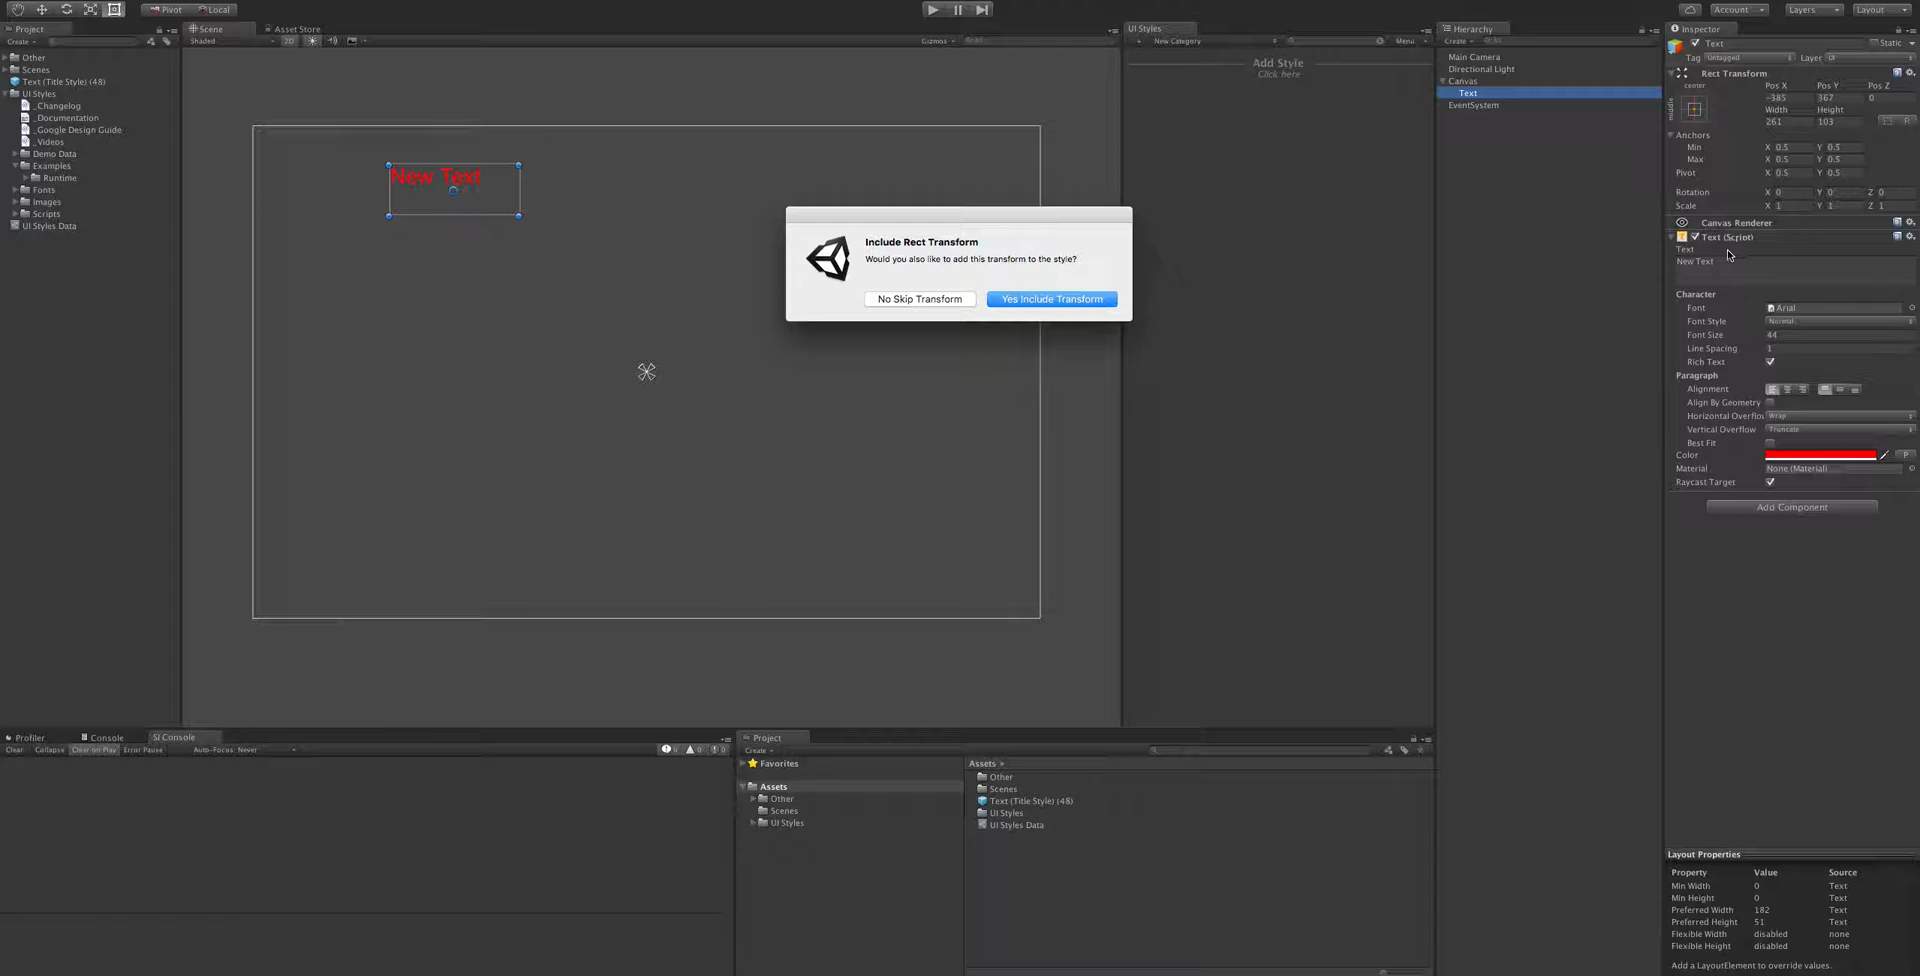 Pivot Local
Account Layers Layout
Project
Create
Other
Scenes
Text (Title Style) (48)
UI Styles
_Changelog
_Documentation
_Google Design Guide
_Videos
Demo Data
Examples
Runtime
Fonts
Images
Scripts
UI Styles Data
Scene Asset Store
Shaded 2D Gizmos
New Text
Include Rect Transform
Would you also like to add this transform to the style?
No Skip Transform Yes Include Transform
UI Styles
New Category Menu
Add Style
Click here
Hierarchy
Create
Main Camera
Directional Light
Canvas
Text
EventSystem
Inspector
Text Static
Tag Untagged Layer UI
Rect Transform
center Pos X Pos Y Pos Z
middle -385 367 0
Width Height
261 103
Anchors
Min X 0.5 Y 0.5
Max X 0.5 Y 0.5
Pivot X 0.5 Y 0.5
Rotation X 0 Y 0 Z 0
Scale X 1 Y 1 Z 1
Canvas Renderer
Text (Script)
Text
New Text
Character
Font Arial
Font Style Normal
Font Size 44
Line Spacing 1
Rich Text
Paragraph
Alignment
Align By Geometry
Horizontal Overflow Wrap
Vertical Overflow Truncate
Best Fit
Color P
Material None (Material)
Raycast Target
Add Component
Layout Properties
Property Value Source
Min Width 0 Text
Min Height 0 Text
Preferred Width 182 Text
Preferred Height 51 Text
Flexible Width disabled none
Flexible Height disabled none
Add a LayoutElement to override values.
Profiler Console SI Console
Clear Collapse Clear on Play Error Pause Auto-Focus: Never 0 0 0
Project
Create
Favorites
Assets
Other
Scenes
UI Styles
Assets
Other
Scenes
Text (Title Style) (48)
UI Styles
UI Styles Data